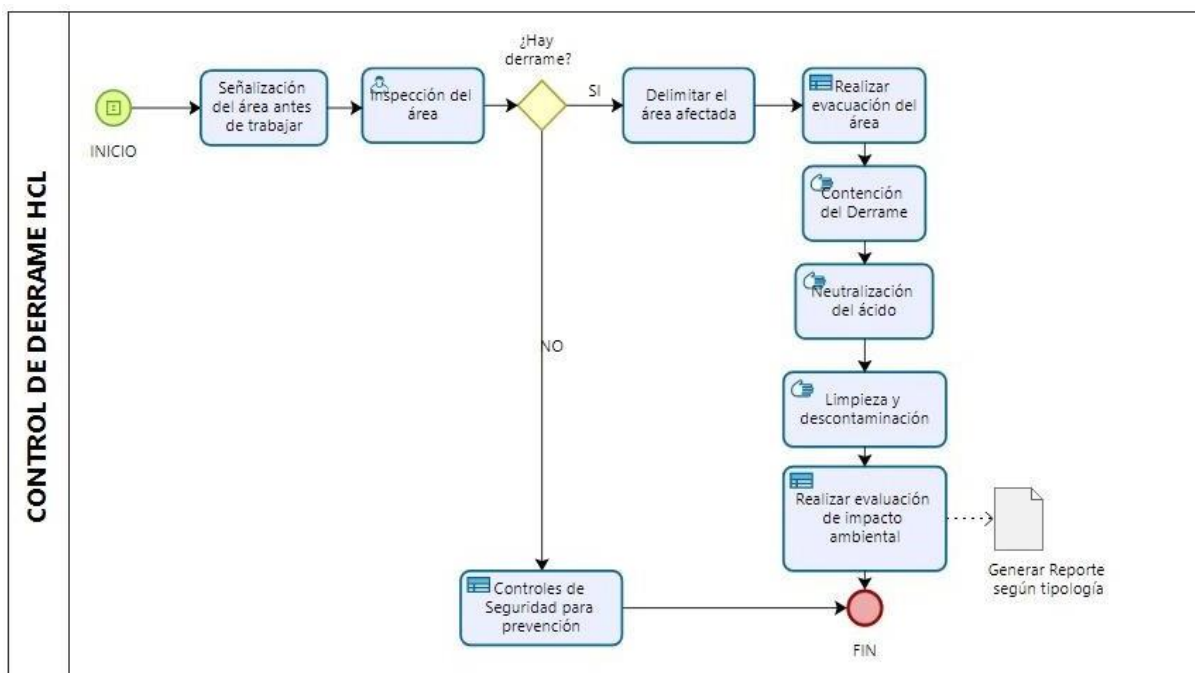 CONTROL DE DERRAME HCL
INICIO
Señalización
del área antes
de trabajar
Inspección del
área
¿Hay
derrame?
SI
Delimitar el
área afectada
Realizar
evacuación del
área
Contención
del Derrame
Neutralización
del ácido
Limpieza y
descontaminación
Realizar evaluación
de impacto
ambiental
Generar Reporte
según tipología
NO
Controles de
Seguridad para
prevención
FIN